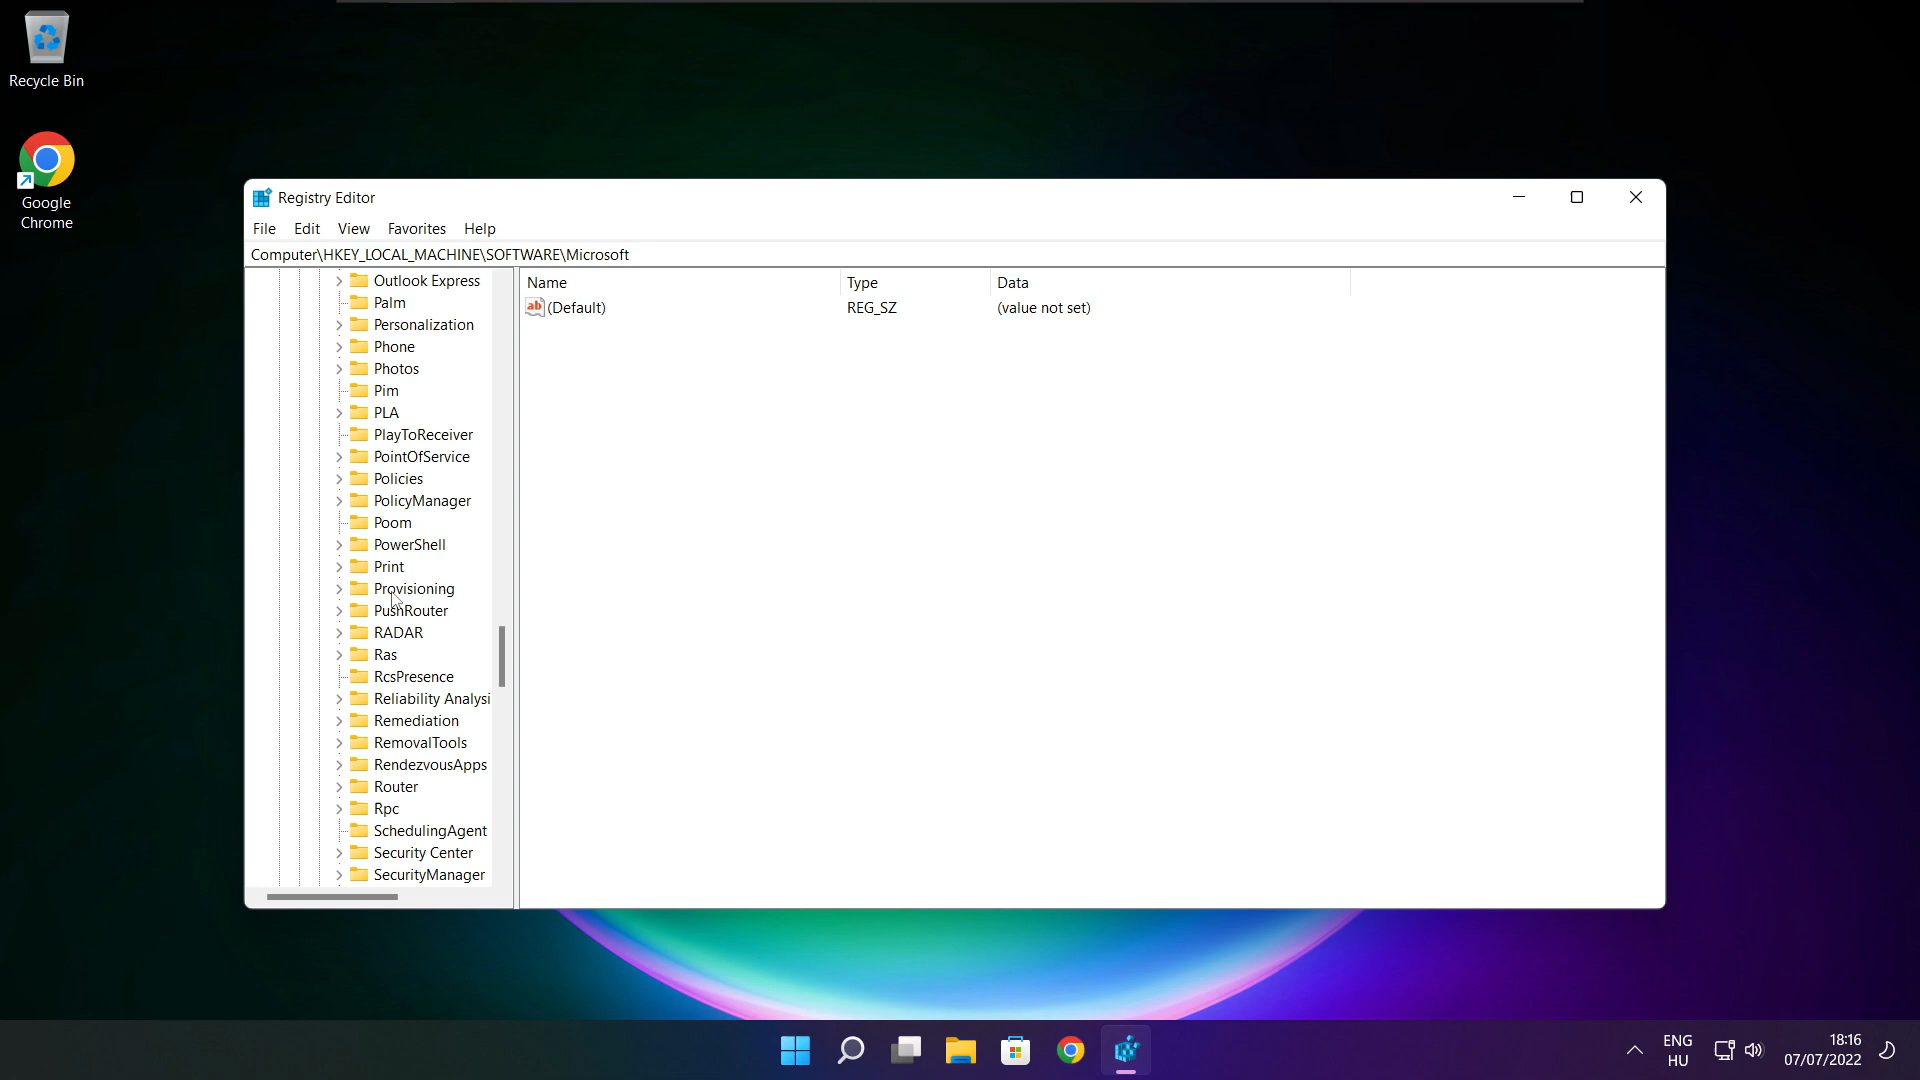 Recycle Bin
Google
Chrome
Registry Editor
File Edit View Favorites Help
Computer\HKEY_LOCAL_MACHINE\SOFTWARE\Microsoft
Outlook Express
Palm
Personalization
Phone
Photos
Pim
PLA
PlayToReceiver
PointOfService
Policies
PolicyManager
Poom
PowerShell
Print
Provisioning
PushRouter
RADAR
Ras
RcsPresence
Reliability Analysi
Remediation
RemovalTools
RendezvousApps
Router
Rpc
SchedulingAgent
Security Center
SecurityManager
Name Type Data
ab (Default) REG_SZ (value not set)
ENG
HU
18:16
07/07/2022